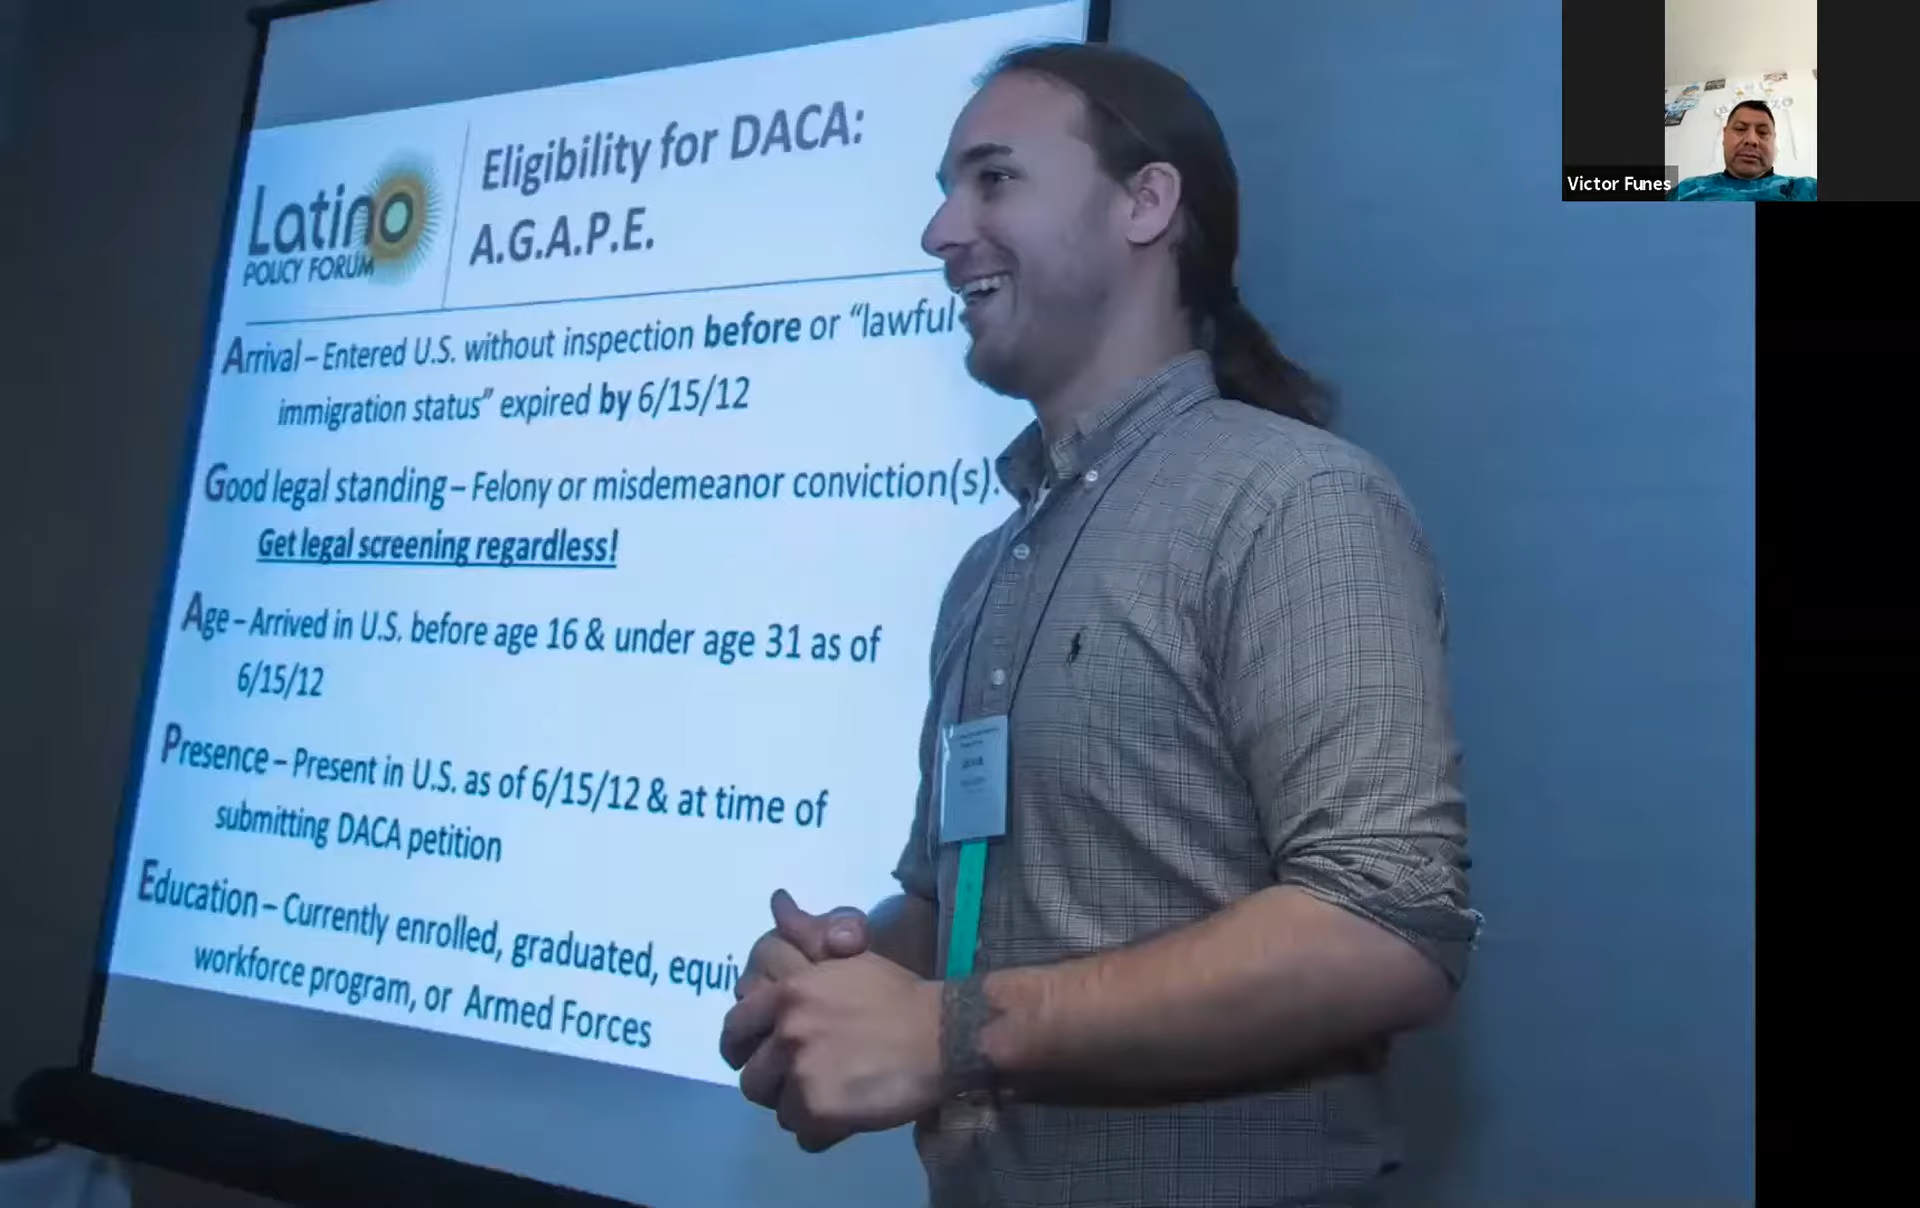 Latino
POLICY FORUM
Eligibility for DACA:
A.G.A.P.E.
Arrival – Entered U.S. without inspection before or “lawful
immigration status” expired by 6/15/12
Good legal standing – Felony or misdemeanor conviction(s)?
Get legal screening regardless!
Age – Arrived in U.S. before age 16 & under age 31 as of
6/15/12
Presence – Present in U.S. as of 6/15/12 & at time of
submitting DACA petition
Education – Currently enrolled, graduated,
workforce program, or Armed Forces
Victor Funes